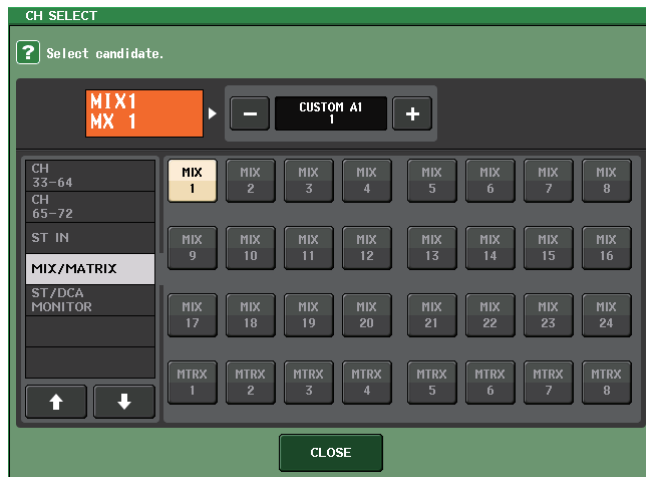 CH SELECT
? Select candidate.
MIX1
MX 1
−
CUSTOM A1
1
+
CH
33-64
CH
65-72
ST IN
MIX/MATRIX
ST/DCA
MONITOR
MIX MIX MIX MIX MIX MIX MIX MIX
1 2 3 4 5 6 7 8
MIX MIX MIX MIX MIX MIX MIX MIX
9 10 11 12 13 14 15 16
MIX MIX MIX MIX MIX MIX MIX MIX
17 18 19 20 21 22 23 24
MTRX MTRX MTRX MTRX MTRX MTRX MTRX MTRX
1 2 3 4 5 6 7 8
CLOSE